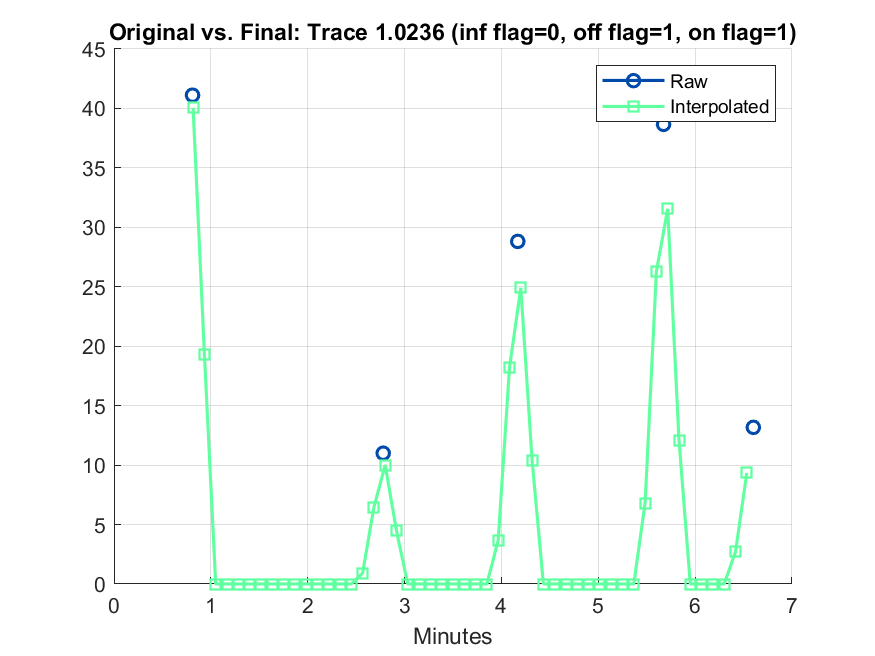 Original vs. Final: Trace 1.0236 (inf flag=0, off flag=1, on flag=1)
45
40
35
30
25
20
15
10
5
0
Raw
Interpolated
0 1 2 3 4 5 6 7
Minutes